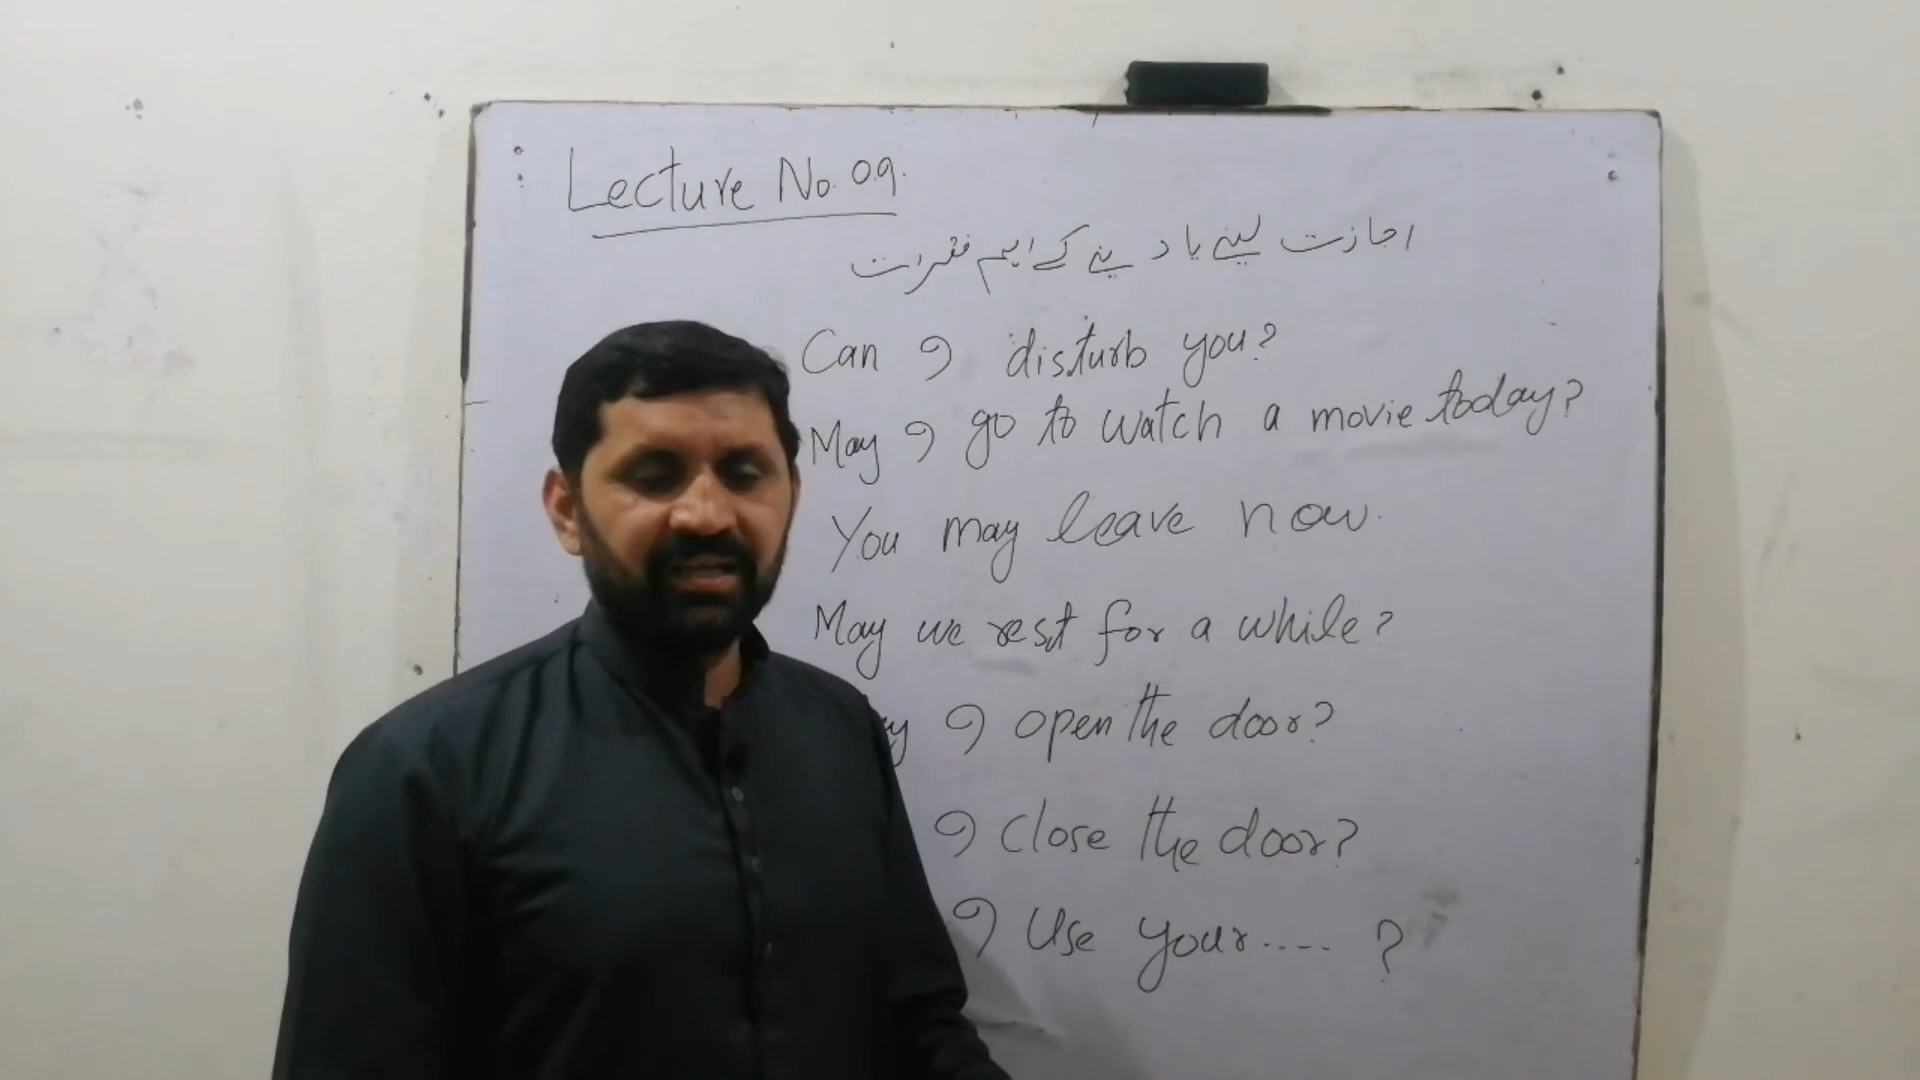 Lecture No. 09.
اجازت لینے یا دینے کے اہم فقرات
Can I disturb you?
May I go to watch a movie today?
You may leave now.
May we rest for a while?
I open the door?
I close the door?
I Use your..... ?